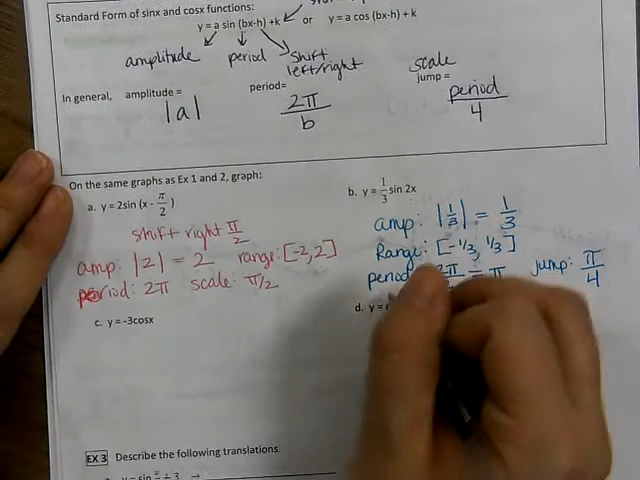 Standard Form of sinx and cosx functions:
y = a sin (bx-h) +k or y = a cos (bx-h) + k
amplitude period shift left/right
scale
In general, amplitude = |a| period= 2π/b jump = period/4
On the same graphs as Ex 1 and 2, graph:
a. y = 2sin (x - π/2)
shift right π/2
amp: |2| = 2 range: [-2, 2]
period: 2π scale: π/2
b. y = 1/3 sin 2x
amp: |1/3| = 1/3
Range: [-1/3, 1/3]
period 2π = π jump: π/4
c. y = -3cosx
d. y =
EX 3 Describe the following translations.